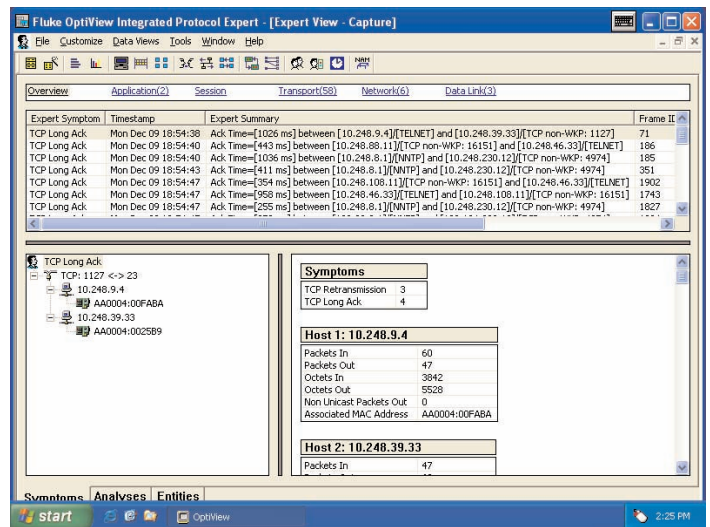 Fluke OptiView Integrated Protocol Expert - [Expert View - Capture]
File Customize Data Views Tools Window Help
NAM
Overview Application(2) Session Transport(58) Network(6) Data Link(3)
Expert Symptom Timestamp Expert Summary Frame ID
TCP Long Ack Mon Dec 09 18:54:38 Ack Time=[1026 ms] between [10.248.9.4]/[TELNET] and [10.248.39.33]/[TCP non-WKP: 1127] 71
TCP Long Ack Mon Dec 09 18:54:40 Ack Time=[443 ms] between [10.248.88.11]/[TCP non-WKP: 16151] and [10.248.46.33]/[TELNET] 186
TCP Long Ack Mon Dec 09 18:54:40 Ack Time=[1036 ms] between [10.248.8.1]/[NNTP] and [10.248.230.12]/[TCP non-WKP: 4974] 185
TCP Long Ack Mon Dec 09 18:54:43 Ack Time=[411 ms] between [10.248.8.1]/[NNTP] and [10.248.230.12]/[TCP non-WKP: 4974] 351
TCP Long Ack Mon Dec 09 18:54:47 Ack Time=[354 ms] between [10.248.108.11]/[TCP non-WKP: 16151] and [10.248.46.33]/[TELNET] 1902
TCP Long Ack Mon Dec 09 18:54:47 Ack Time=[958 ms] between [10.248.46.33]/[TELNET] and [10.248.108.11]/[TCP non-WKP: 16151] 1743
TCP Long Ack Mon Dec 09 18:54:47 Ack Time=[255 ms] between [10.248.8.1]/[NNTP] and [10.248.230.12]/[TCP non-WKP: 4974] 1827
TCP Long Ack
TCP: 1127 <-> 23
10.248.9.4
AA0004:00FABA
10.248.39.33
AA0004:0025B9
Symptoms
TCP Retransmission 3
TCP Long Ack 4
Host 1: 10.248.9.4
Packets In 60
Packets Out 47
Octets In 3842
Octets Out 5528
Non Unicast Packets Out 0
Associated MAC Address AA0004:00FABA
Host 2: 10.248.39.33
Packets In 47
Symptoms Analyses Entities
start OptiView 2:25 PM